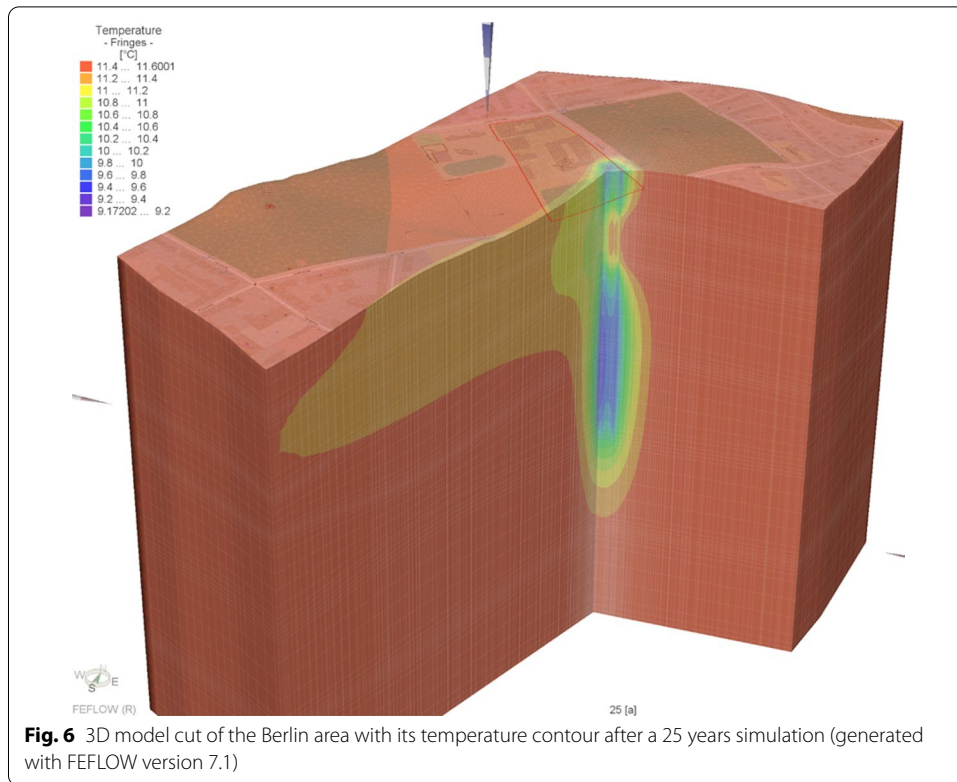 Temperature
- Fringes -
[°C]
11.4 ... 11.6001
11.2 ... 11.4
11 ... 11.2
10.8 ... 11
10.6 ... 10.8
10.4 ... 10.6
10.2 ... 10.4
10 ... 10.2
9.8 ... 10
9.6 ... 9.8
9.4 ... 9.6
9.2 ... 9.4
9.17202 ... 9.2
W N
S E
FEFLOW (R)
25 [a]
Fig. 6 3D model cut of the Berlin area with its temperature contour after a 25 years simulation (generated
with FEFLOW version 7.1)